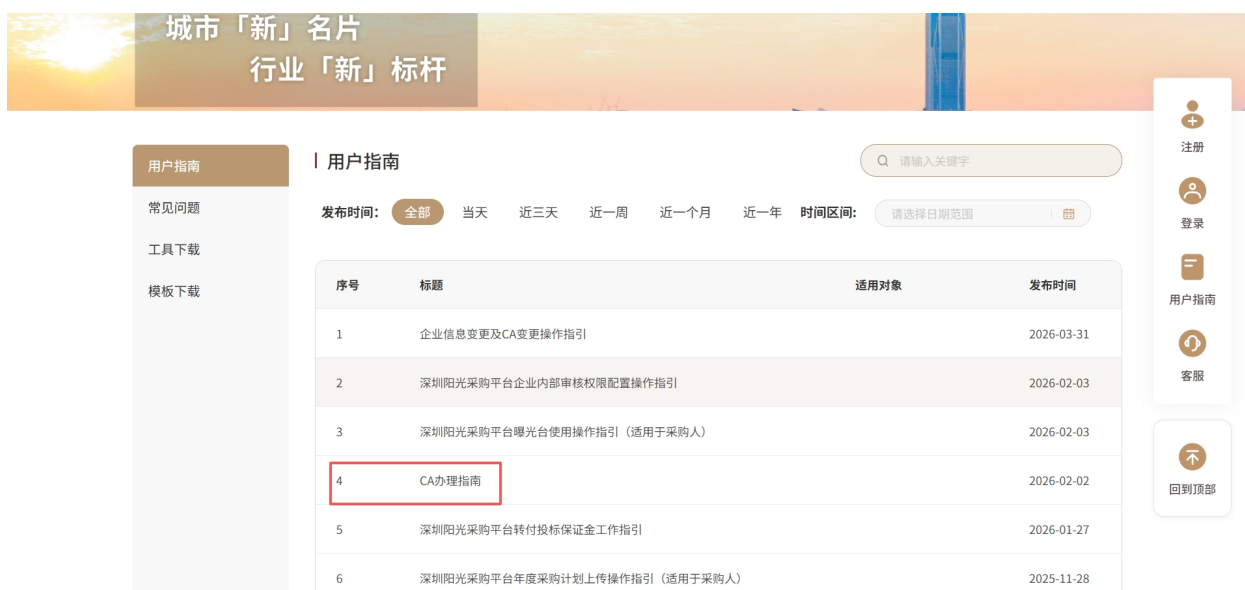 城市「新」名片
行业「新」标杆
注册
登录
用户指南
客服
回到顶部
用户指南
常见问题
工具下载
模板下载
用户指南
请输入关键字
发布时间: 全部 当天 近三天 近一周 近一个月 近一年 时间区间: 请选择日期范围
序号 标题 适用对象 发布时间
1 企业信息变更及CA变更操作指引 2026-03-31
2 深圳阳光采购平台企业内部审核权限配置操作指引 2026-02-03
3 深圳阳光采购平台曝光台使用操作指引（适用于采购人） 2026-02-03
4 CA办理指南 2026-02-02
5 深圳阳光采购平台转付投标保证金工作指引 2026-01-27
6 深圳阳光采购平台年度采购计划上传操作指引（适用于采购人） 2025-11-28